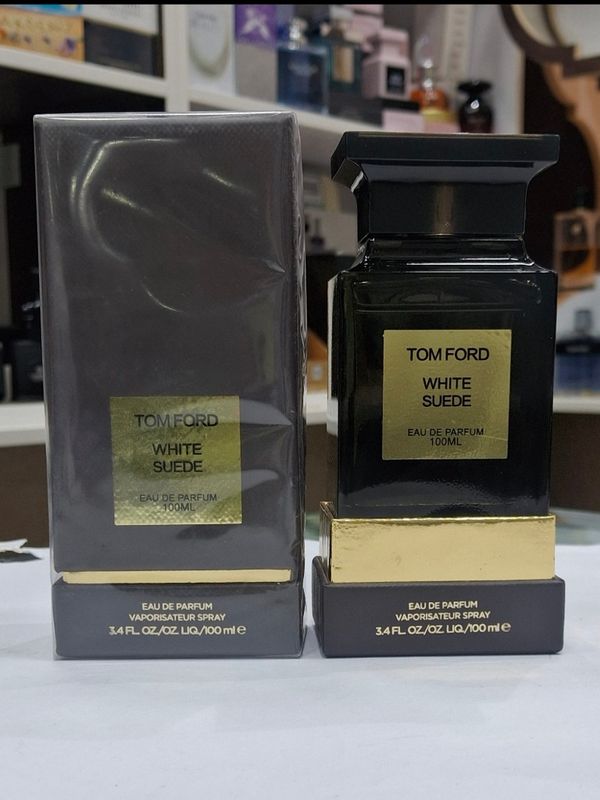 TOM FORD
WHITE
SUEDE
EAU DE PARFUM
100ML
EAU DE PARFUM
VAPORISATEUR SPRAY
3.4 FL. OZ./OZ. LIQ./100 ml e
TOM FORD
WHITE
SUEDE
EAU DE PARFUM
100ML
EAU DE PARFUM
VAPORISATEUR SPRAY
3.4 FL. OZ./OZ. LIQ./100 ml e